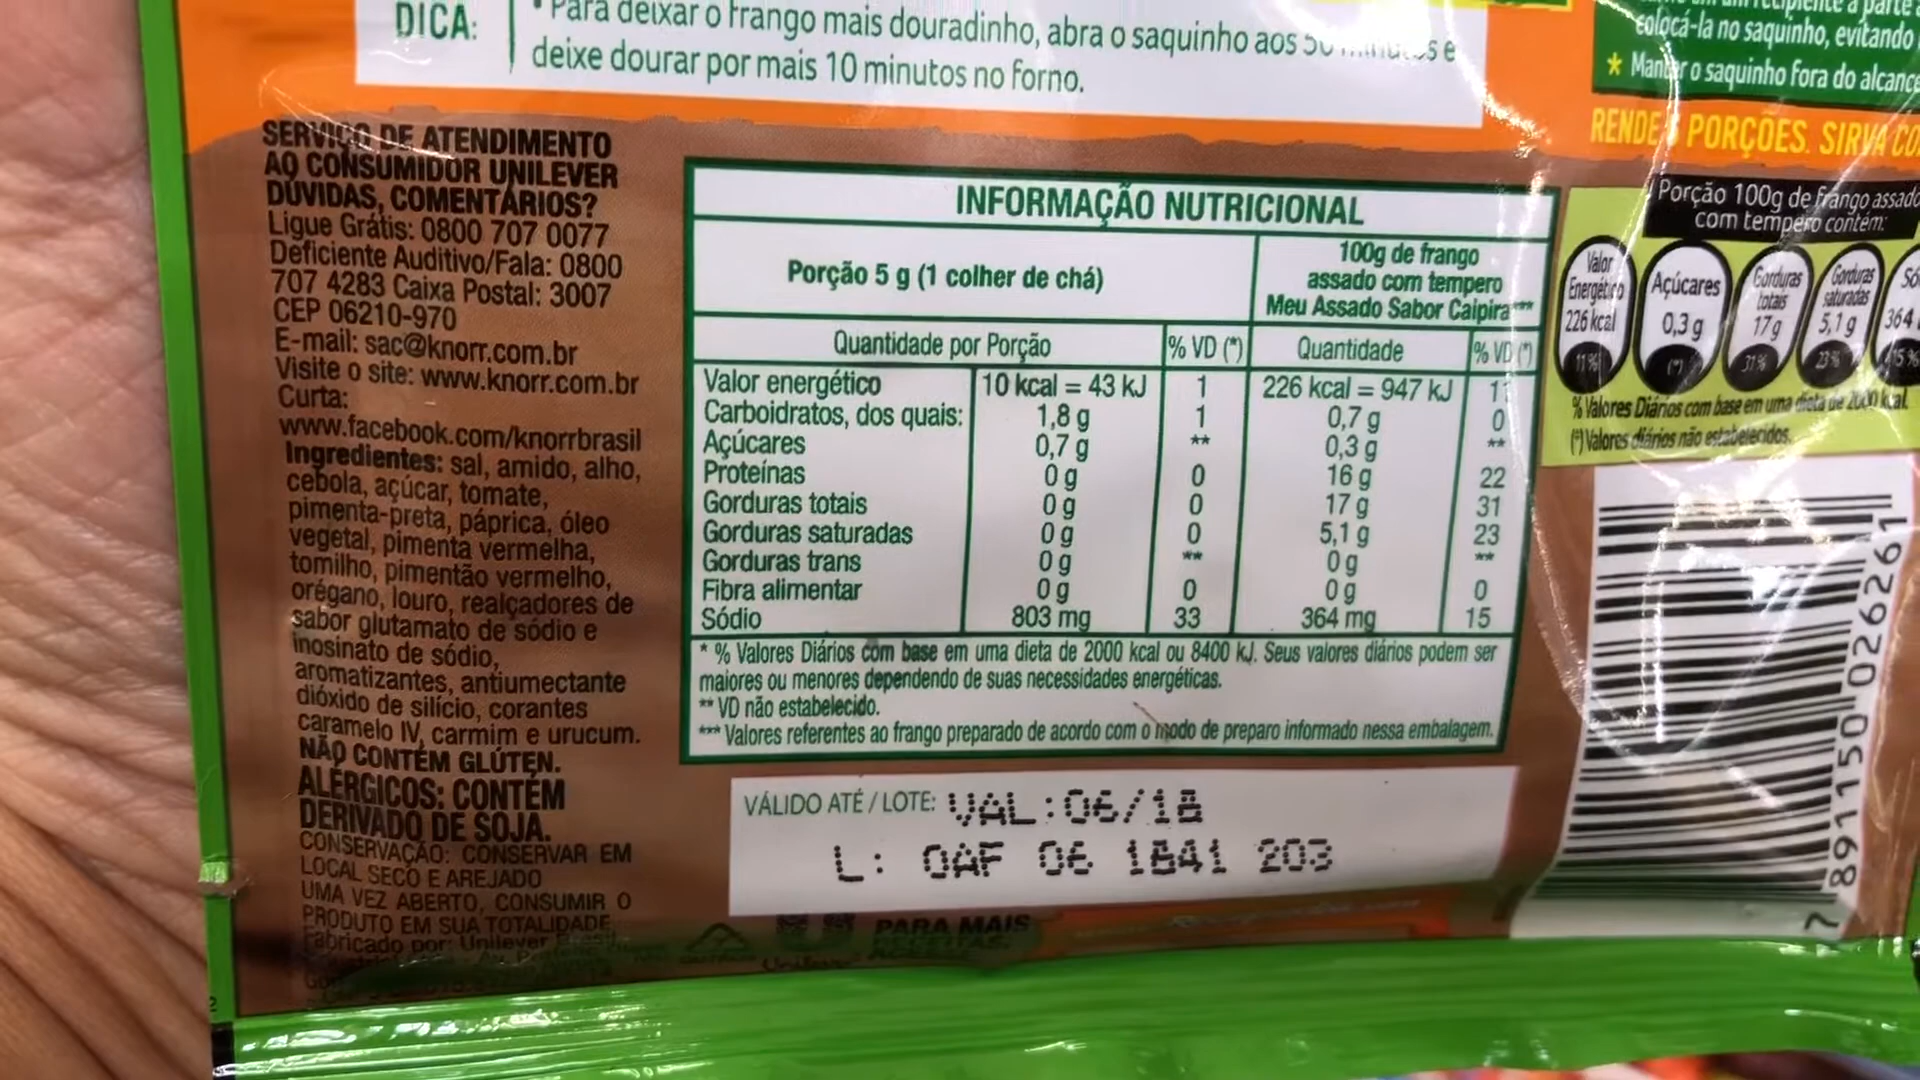 DICA:
• Para deixar o frango mais douradinho, abra o saquinho aos 50 minutos e
deixe dourar por mais 10 minutos no forno.
colocá-la no saquinho, evitando
* Manter o saquinho fora do alcance
RENDE PORÇÕES. SIRVA
SERVIÇO DE ATENDIMENTO
AO CONSUMIDOR UNILEVER
DÚVIDAS, COMENTÁRIOS?
Ligue Grátis: 0800 707 0077
Deficiente Auditivo/Fala: 0800
707 4283 Caixa Postal: 3007
CEP 06210-970
E-mail: sac@knorr.com.br
Visite o site: www.knorr.com.br
Curta:
www.facebook.com/knorrbrasil
Ingredientes: sal, amido, alho,
cebola, açúcar, tomate,
pimenta-preta, páprica, óleo
vegetal, pimenta vermelha,
tomilho, pimentão vermelho,
orégano, louro, realçadores de
sabor glutamato de sódio e
inosinato de sódio,
aromatizantes, antiumectante
dióxido de silício, corantes
caramelo IV, carmim e urucum.
NÃO CONTÉM GLÚTEN.
ALÉRGICOS: CONTÉM
DERIVADO DE SOJA.
CONSERVAÇÃO: CONSERVAR EM
LOCAL SECO E AREJADO
UMA VEZ ABERTO, CONSUMIR O
PRODUTO EM SUA TOTALIDADE.
Fabricado por: Unilever Brasil
INFORMAÇÃO NUTRICIONAL
Porção 5 g (1 colher de chá)
100g de frango
assado com tempero
Meu Assado Sabor Caipira***
Quantidade por Porção % VD (*) Quantidade % VD (*)
Valor energético 10 kcal = 43 kJ 1 226 kcal = 947 kJ 11
Carboidratos, dos quais: 1,8 g 1 0,7 g 0
Açúcares 0,7 g ** 0,3 g **
Proteínas 0 g 0 16 g 22
Gorduras totais 0 g 0 17 g 31
Gorduras saturadas 0 g 0 5,1 g 23
Gorduras trans 0 g ** 0 g **
Fibra alimentar 0 g 0 0 g 0
Sódio 803 mg 33 364 mg 15
* % Valores Diários com base em uma dieta de 2000 kcal ou 8400 kJ. Seus valores diários podem ser
maiores ou menores dependendo de suas necessidades energéticas.
** VD não estabelecido.
*** Valores referentes ao frango preparado de acordo com o modo de preparo informado nessa embalagem.
VÁLIDO ATÉ / LOTE: VAL:06/18
L: OAF 06 1841 203
PARA MAIS
RECEITAS,
Porção 100g de frango assado
com tempero contém:
Valor Energético 226 kcal 11%
Açúcares 0,3 g (*)
Gorduras totais 17 g 31%
Gorduras saturadas 5,1 g 23%
364 15%
% Valores Diários com base em uma dieta de 2000 kcal.
(*) Valores diários não estabelecidos.
7 891150 026261